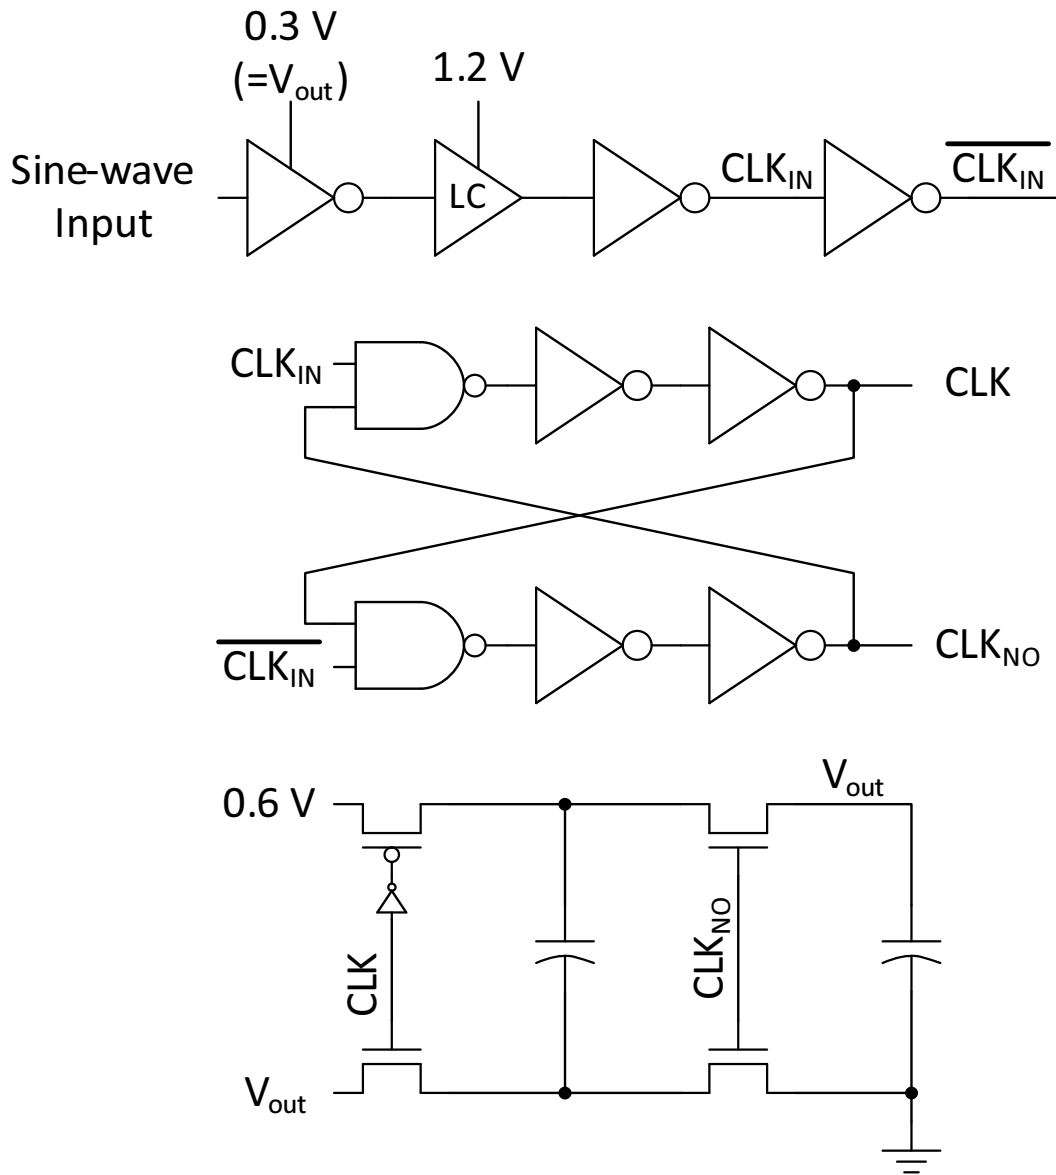 0.3 V
(=Vout)
1.2 V
Sine-wave
Input
LC
CLKIN
CLKIN
CLKIN
CLK
CLKIN
CLKNO
0.6 V
Vout
CLK
CLKNO
Vout